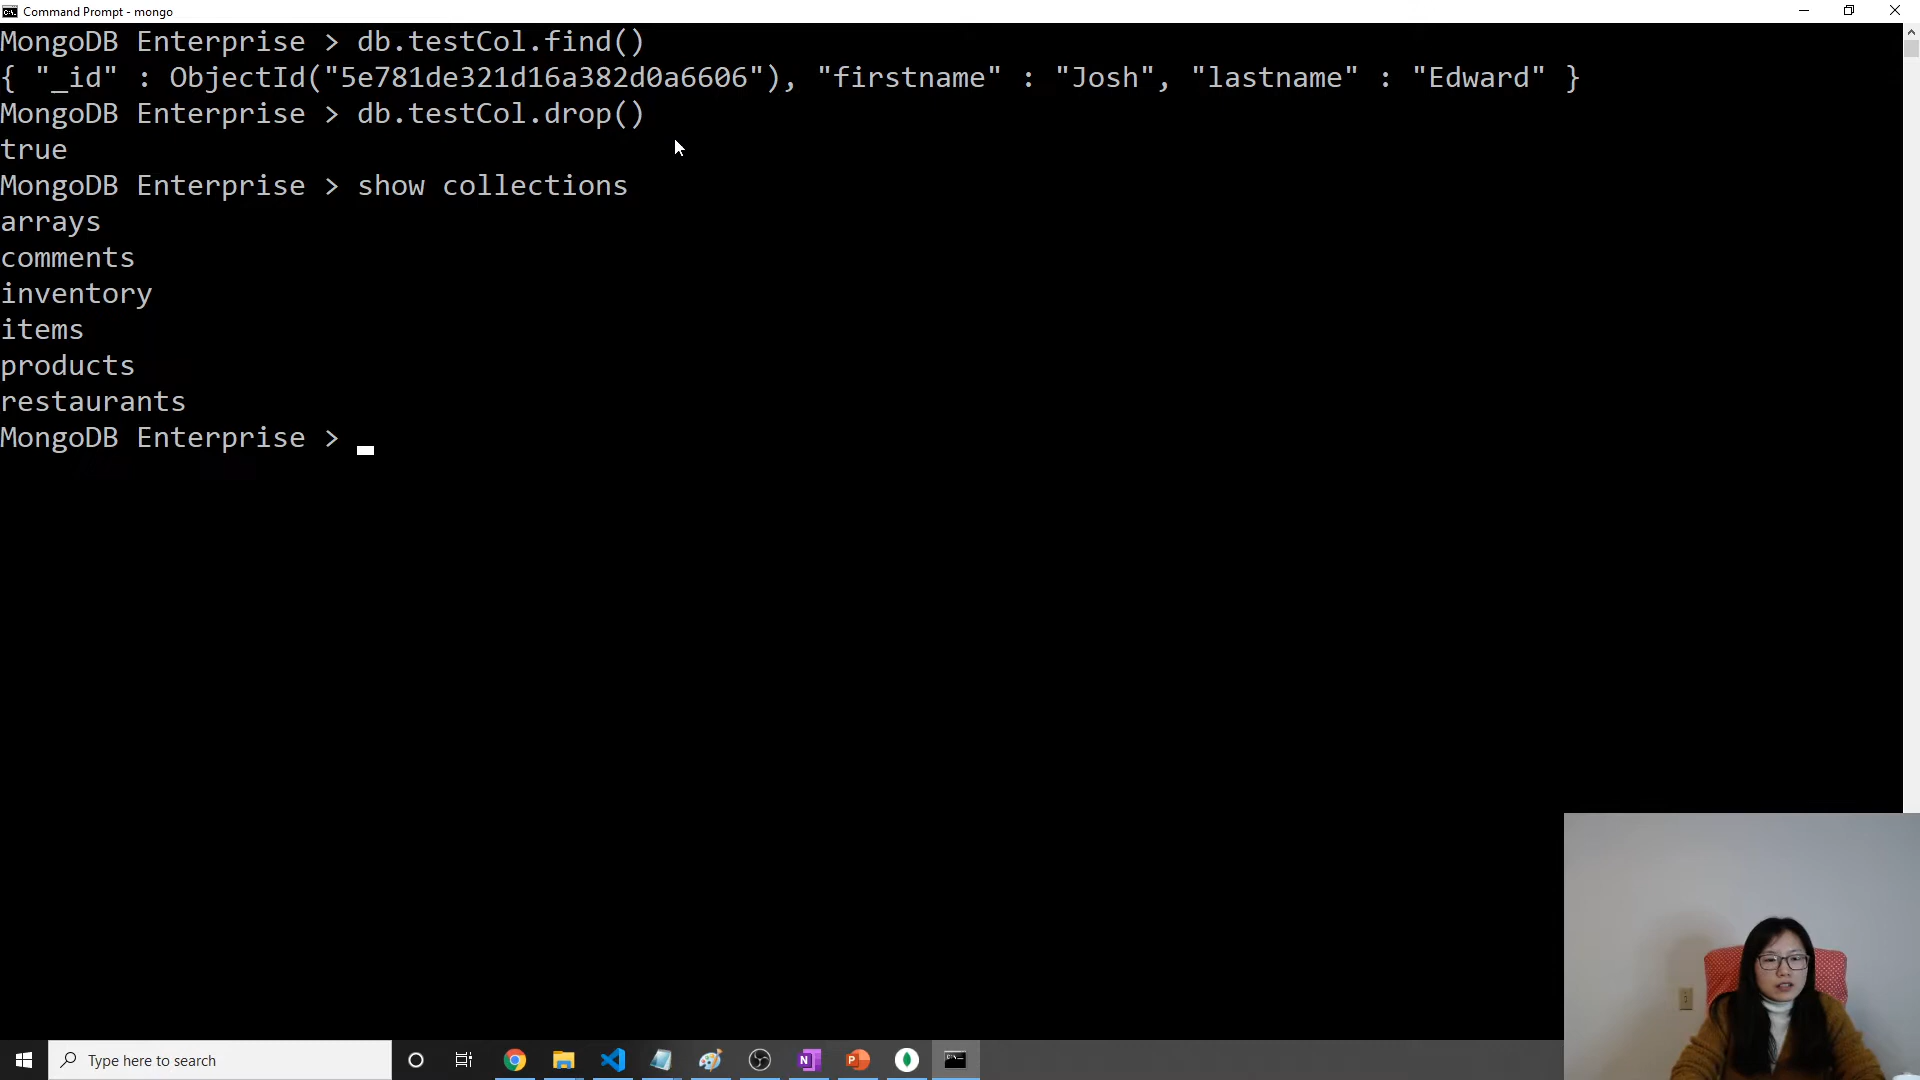 Command Prompt - mongo
MongoDB Enterprise > db.testCol.find()
{ "_id" : ObjectId("5e781de321d16a382d0a6606"), "firstname" : "Josh", "lastname" : "Edward" }
MongoDB Enterprise > db.testCol.drop()
true
MongoDB Enterprise > show collections
arrays
comments
inventory
items
products
restaurants
MongoDB Enterprise >
Type here to search